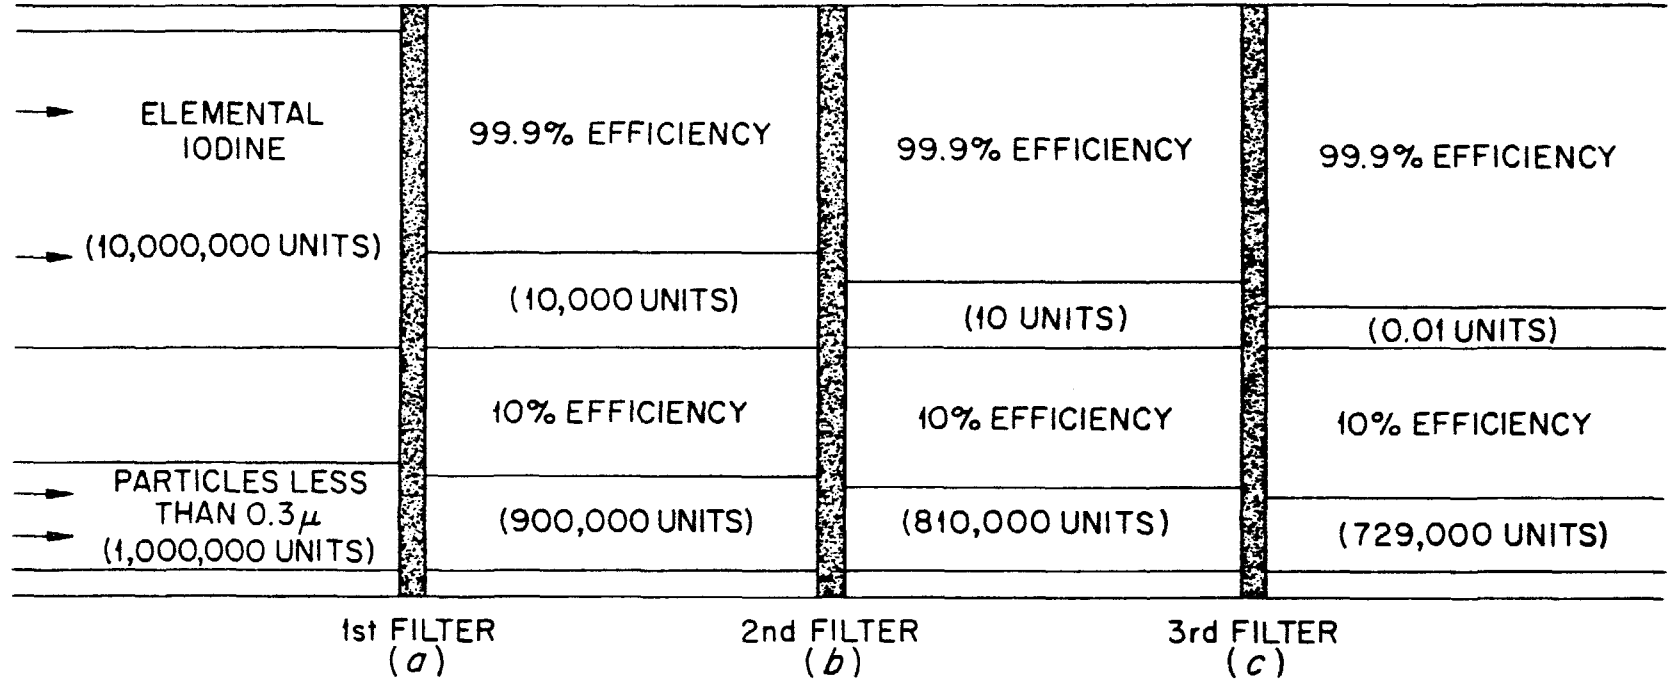 ELEMENTAL
IODINE
(10,000,000 UNITS)
PARTICLES LESS
THAN 0.3μ
(1,000,000 UNITS)
99.9% EFFICIENCY
(10,000 UNITS)
10% EFFICIENCY
(900,000 UNITS)
99.9% EFFICIENCY
(10 UNITS)
10% EFFICIENCY
(810,000 UNITS)
99.9% EFFICIENCY
(0.01 UNITS)
10% EFFICIENCY
(729,000 UNITS)
1st FILTER
(a)
2nd FILTER
(b)
3rd FILTER
(c)